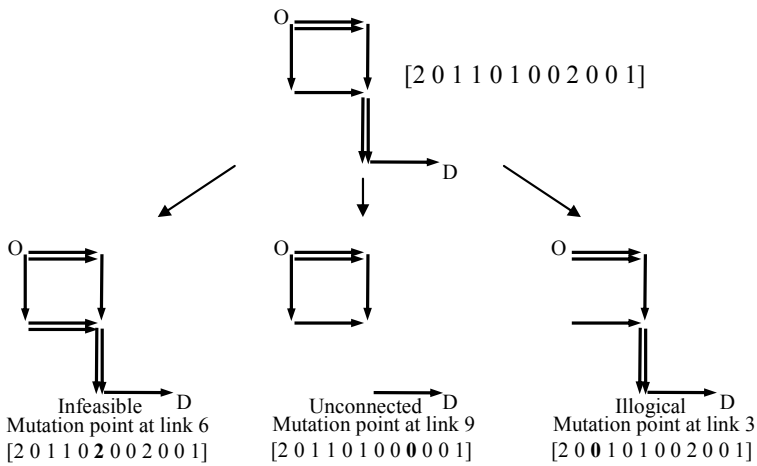 O
[2 0 1 1 0 1 0 0 2 0 0 1]
D
O
O
O
D
D
D
Infeasible
Mutation point at link 6
[2 0 1 1 0 2 0 0 2 0 0 1]
Unconnected
Mutation point at link 9
[2 0 1 1 0 1 0 0 0 0 0 1]
Illogical
Mutation point at link 3
[2 0 0 1 0 1 0 0 2 0 0 1]